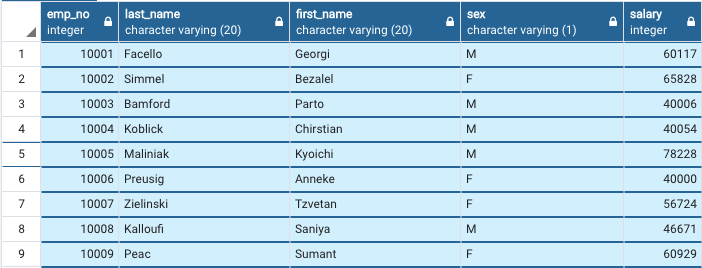 emp_no last_name first_name sex salary
integer character varying (20) character varying (20) character varying (1) integer
1 10001 Facello Georgi M 60117
2 10002 Simmel Bezalel F 65828
3 10003 Bamford Parto M 40006
4 10004 Koblick Chirstian M 40054
5 10005 Maliniak Kyoichi M 78228
6 10006 Preusig Anneke F 40000
7 10007 Zielinski Tzvetan F 56724
8 10008 Kalloufi Saniya M 46671
9 10009 Peac Sumant F 60929